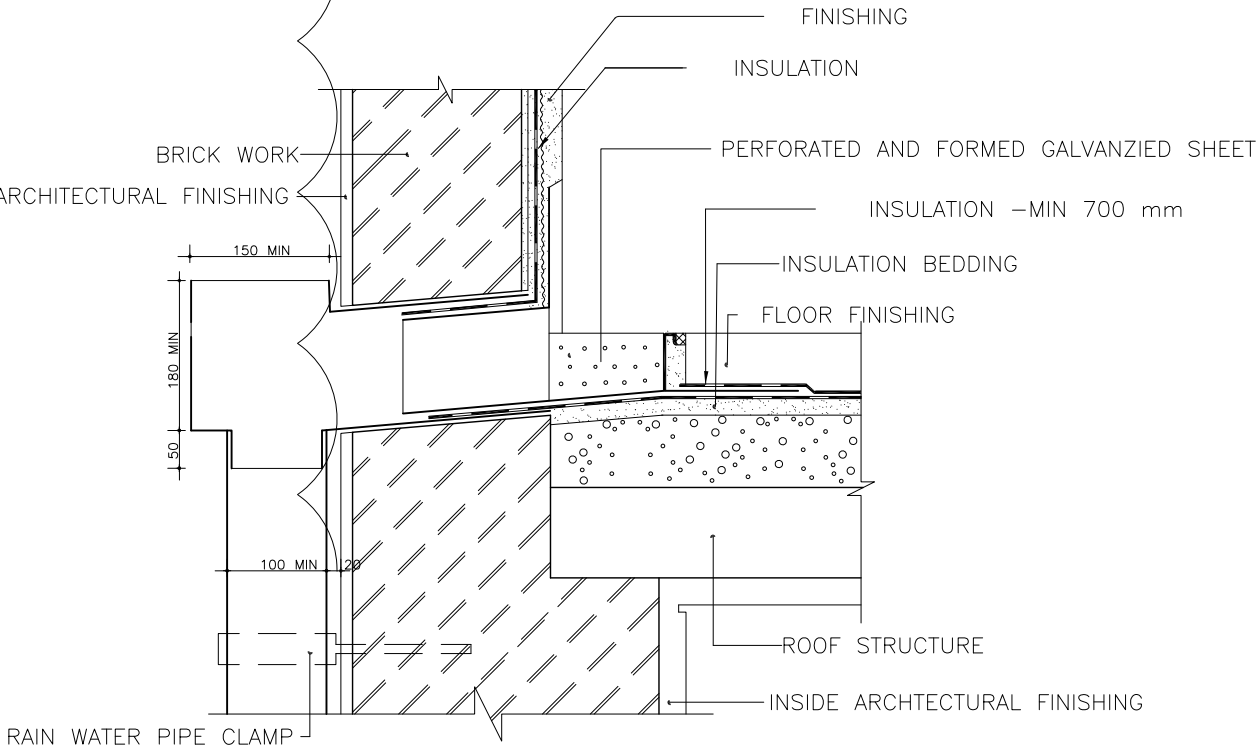 FINISHING
INSULATION
BRICK WORK
PERFORATED AND FORMED GALVANZIED SHEET
ARCHITECTURAL FINISHING
INSULATION -MIN 700 mm
150 MIN
INSULATION BEDDING
FLOOR FINISHING
180 MIN
50
100 MIN
20
ROOF STRUCTURE
INSIDE ARCHTECTURAL FINISHING
RAIN WATER PIPE CLAMP